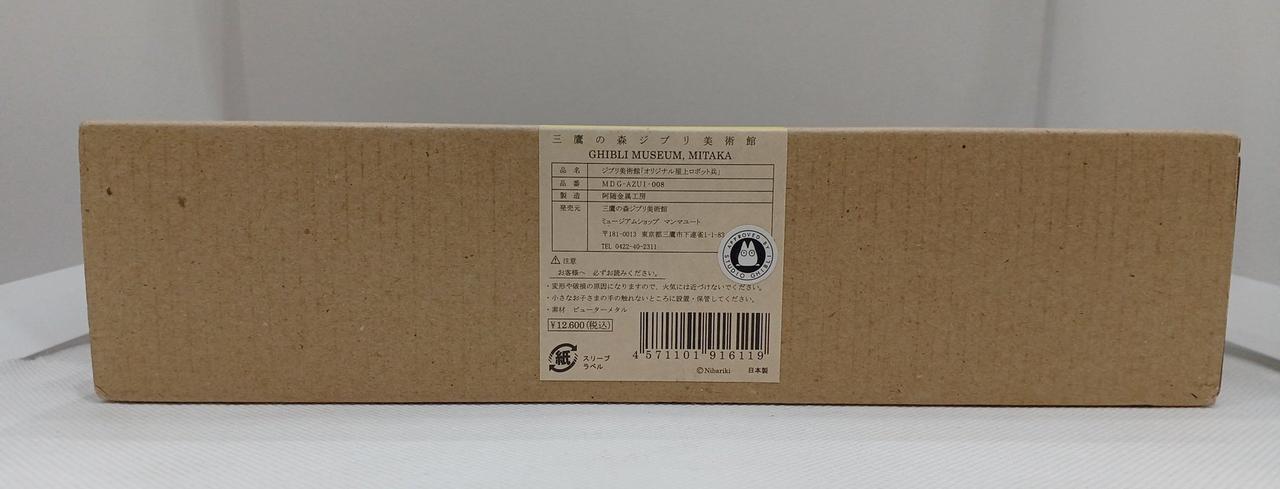 三鷹の森ジブリ美術館
GHIBLI MUSEUM, MITAKA
品名 ジブリ美術館「オリジナル屋上ロボット兵」
品番 MDG-AZUI-008
製造 阿随金属工房
発売元 三鷹の森ジブリ美術館
ミュージアムショップ マンマユート
〒181-0013 東京都三鷹市下連雀1-1-83
TEL 0422-40-2311
APPROVED BY STUDIO GHIBLI
⚠注意
お客様へ 必ずお読みください。
・変形や破損の原因になりますので、火気には近づけないでください。
・小さなお子さまの手の触れないところに設置・保管してください。
・素材 ピューターメタル
¥12,600(税込)
4 571101 916119
紙 スリーブ
ラベル
©Nibariki 日本製